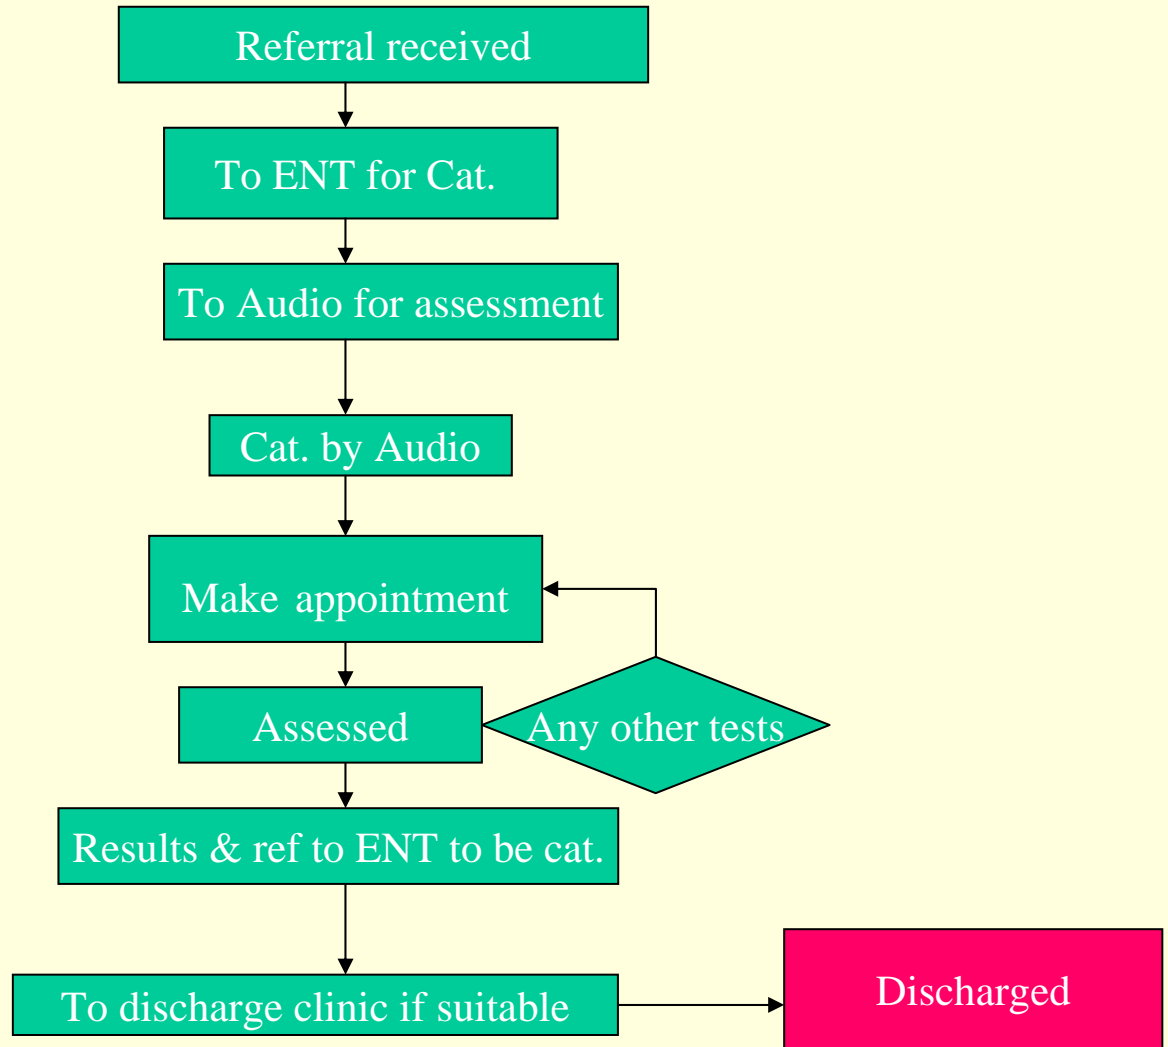 Referral received
To ENT for Cat.
To Audio for assessment
Cat. by Audio
Make appointment
Assessed
Any other tests
Results & ref to ENT to be cat.
To discharge clinic if suitable
Discharged